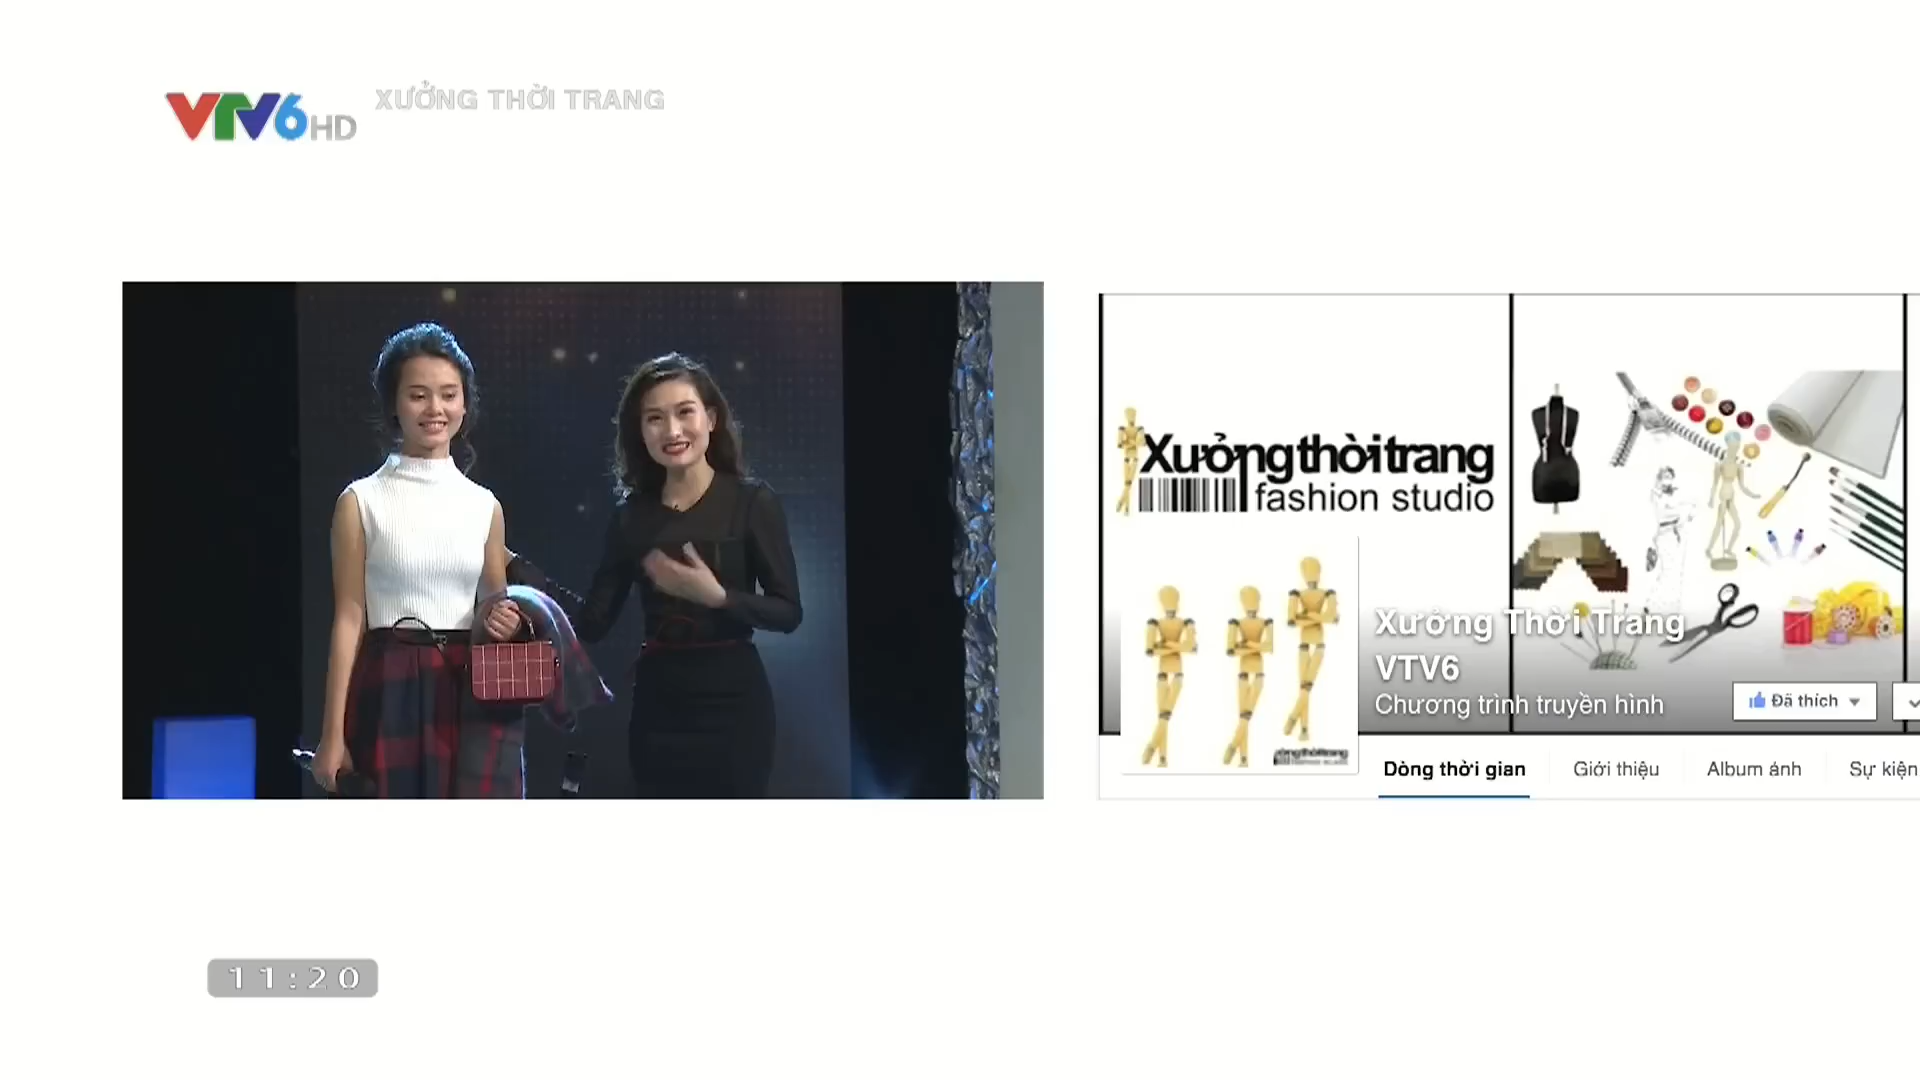 VTV6HD
XƯỞNG THỜI TRANG
Xưởngthờitrang
fashion studio
Xưởng Thời Trang
VTV6
Chương trình truyền hình
Đã thích
Dòng thời gian
Giới thiệu
Album ảnh
Sự kiện
11:20